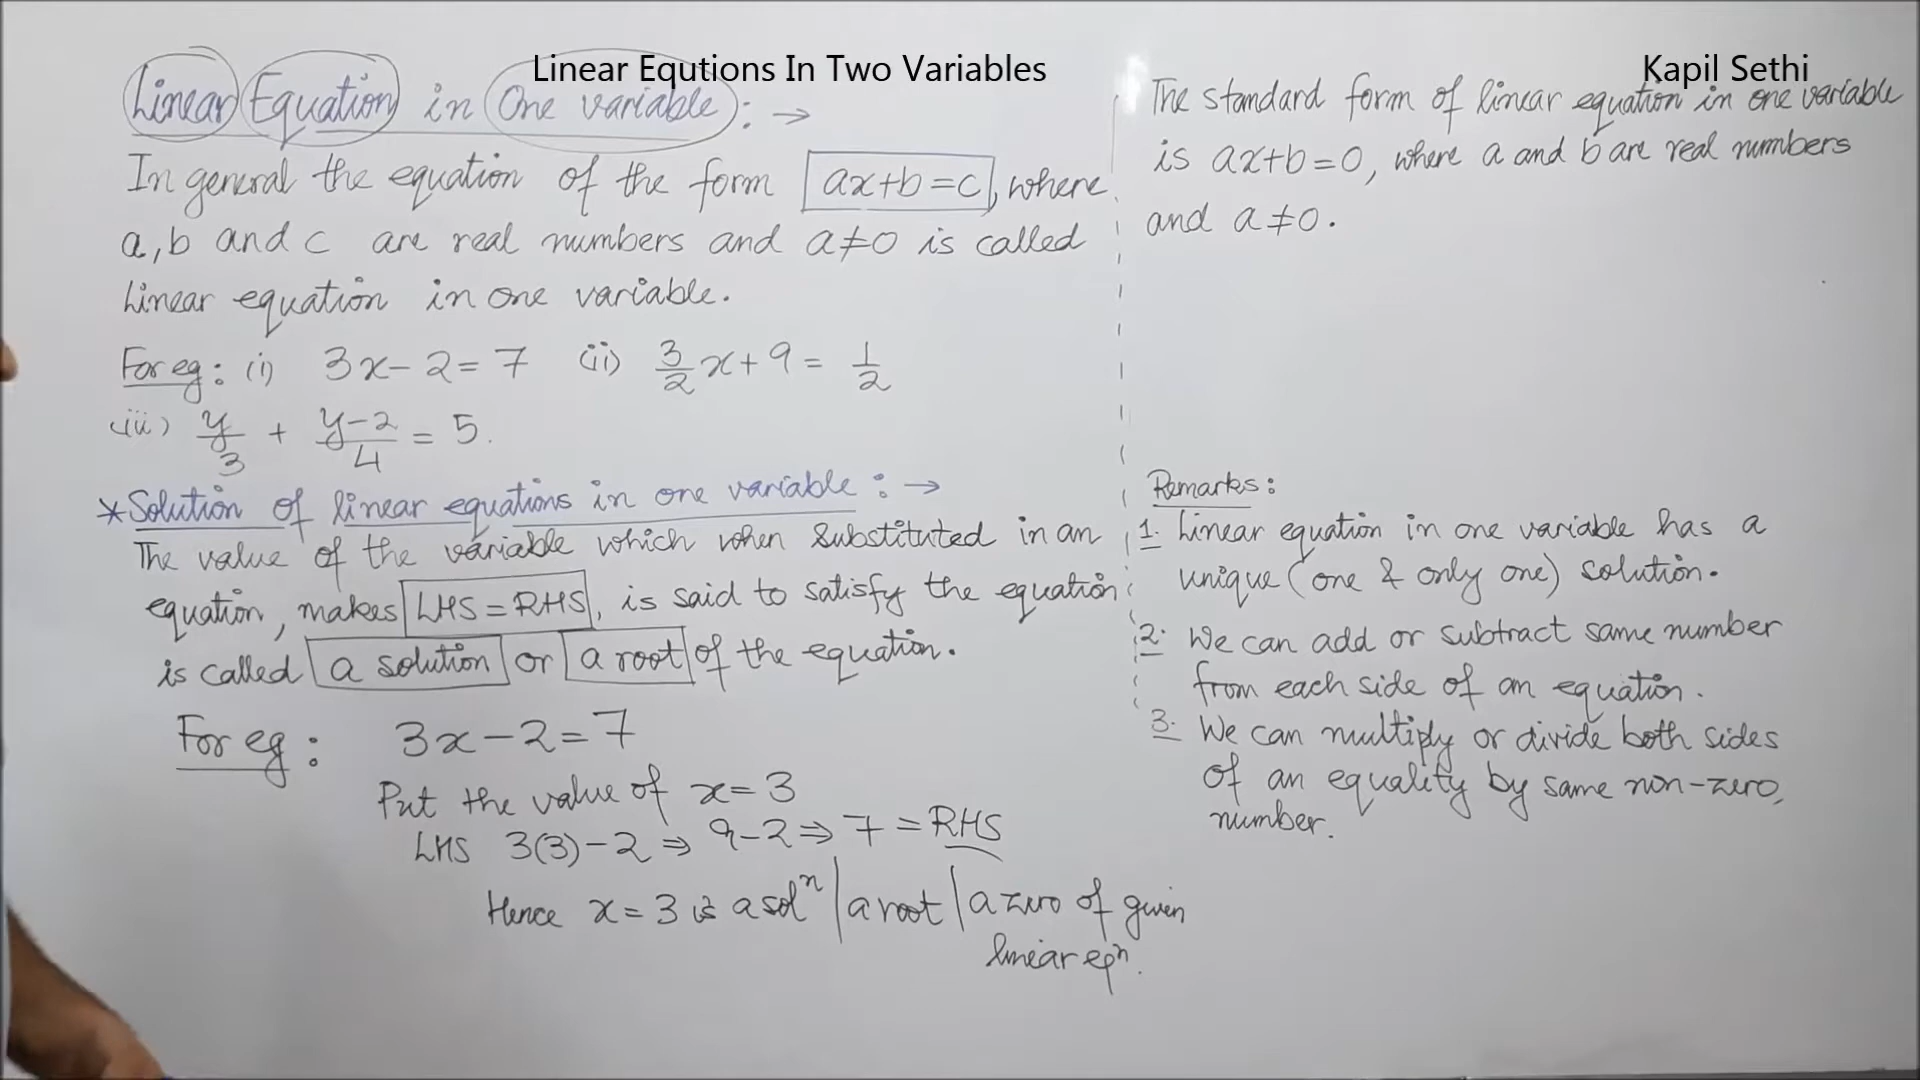 Linear Equtions In Two Variables
Kapil Sethi
Linear Equation in One variable : →
In general the equation of the form ax+b=c, where
a, b and c are real numbers and a≠0 is called
Linear equation in one variable.
For eg: (i) 3x-2=7 (ii) 3/2 x+9 = 1/2
(iii) y/3 + y-2/4 = 5.
*Solution of linear equations in one variable : →
The value of the variable which when substituted in an
equation, makes LHS=RHS, is said to satisfy the equation
is called a solution or a root of the equation.
For eg : 3x-2=7
Put the value of x=3
LHS 3(3)-2 ⇒ 9-2 ⇒ 7 = RHS
Hence x=3 is a solⁿ | a root | a zero of given
linear eqⁿ.
The standard form of linear equation in one variable
is ax+b=0, where a and b are real numbers
and a≠0.
Remarks:
1. Linear equation in one variable has a
unique (one & only one) solution.
2. We can add or subtract same number
from each side of an equation.
3. We can multiply or divide both sides
of an equality by same non-zero
number.